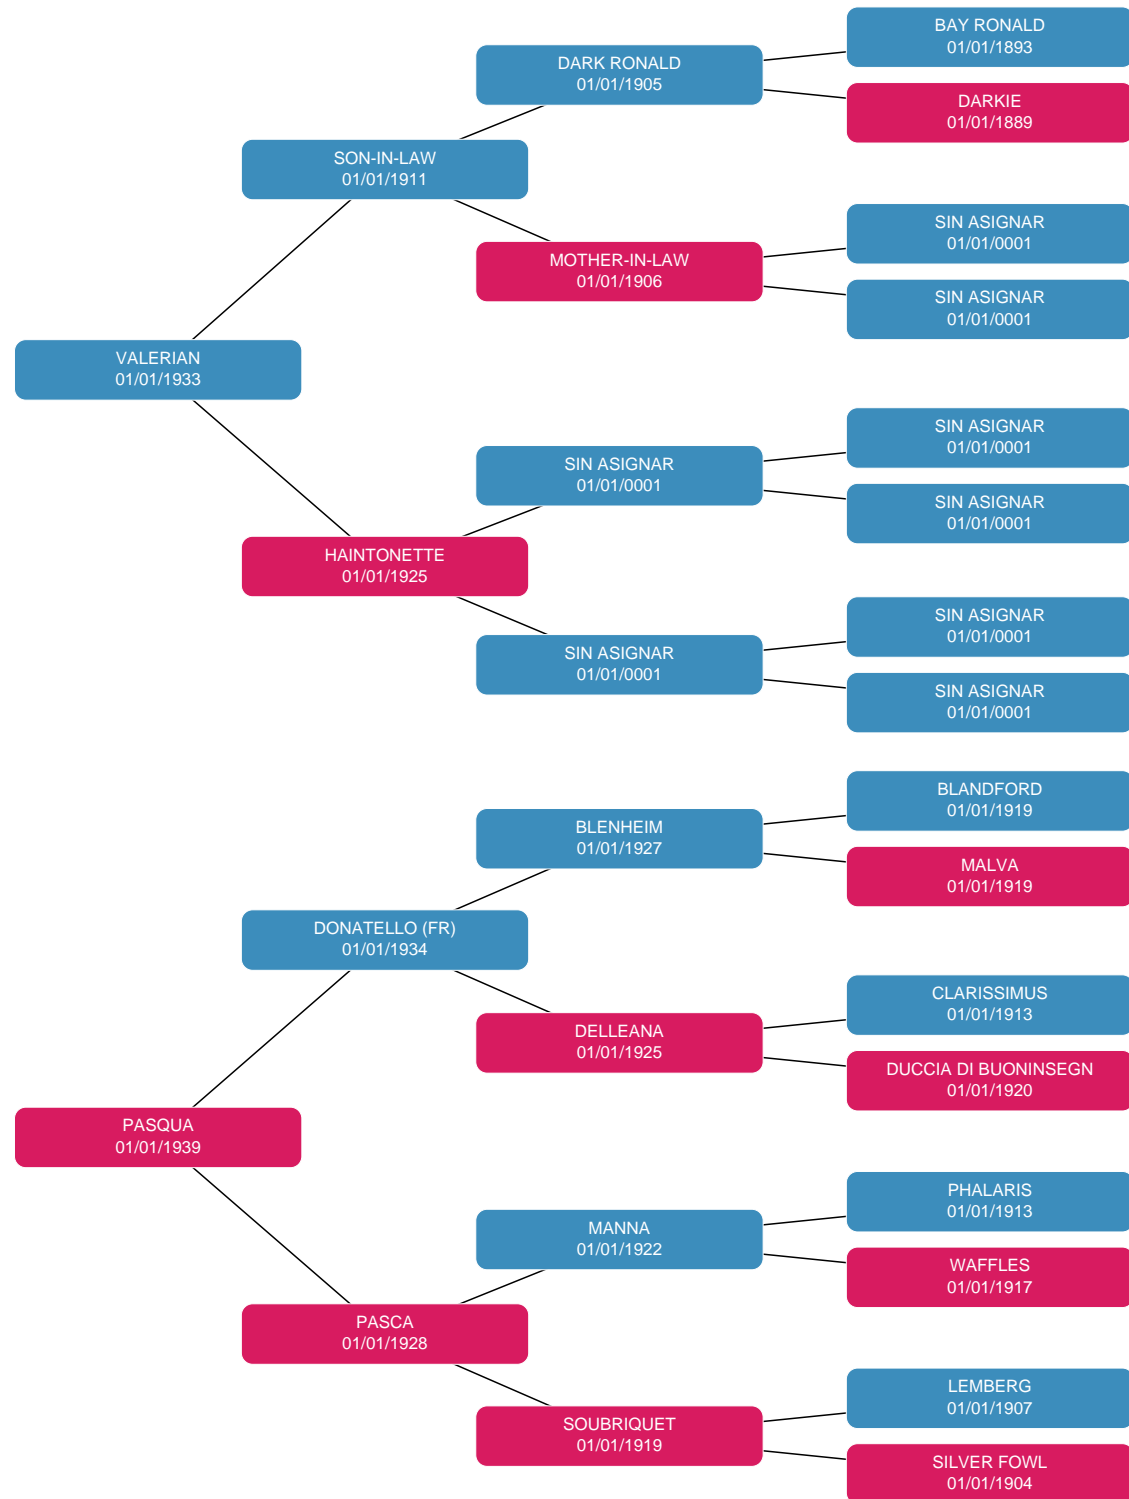 BAY RONALD
01/01/1893
DARK RONALD
01/01/1905
DARKIE
01/01/1889
SON-IN-LAW
01/01/1911
SIN ASIGNAR
01/01/0001
MOTHER-IN-LAW
01/01/1906
SIN ASIGNAR
01/01/0001
VALERIAN
01/01/1933
SIN ASIGNAR
01/01/0001
SIN ASIGNAR
01/01/0001
SIN ASIGNAR
01/01/0001
HAINTONETTE
01/01/1925
SIN ASIGNAR
01/01/0001
SIN ASIGNAR
01/01/0001
SIN ASIGNAR
01/01/0001
BLANDFORD
01/01/1919
BLENHEIM
01/01/1927
MALVA
01/01/1919
DONATELLO (FR)
01/01/1934
CLARISSIMUS
01/01/1913
DELLEANA
01/01/1925
DUCCIA DI BUONINSEGN
01/01/1920
PASQUA
01/01/1939
PHALARIS
01/01/1913
MANNA
01/01/1922
WAFFLES
01/01/1917
PASCA
01/01/1928
LEMBERG
01/01/1907
SOUBRIQUET
01/01/1919
SILVER FOWL
01/01/1904